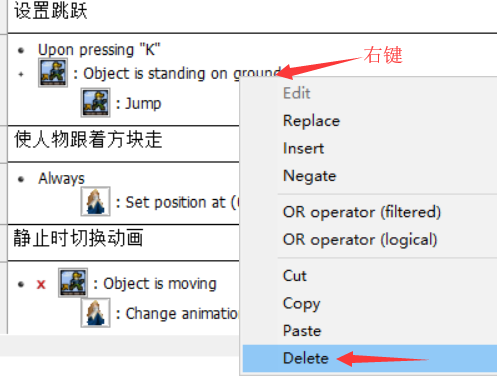 设置跳跃
Upon pressing "K"
: Object is standing on ground
右键
: Jump
Edit
Replace
使人物跟着方块走
Insert
Always
Negate
: Set position at (
OR operator (filtered)
静止时切换动画
OR operator (logical)
Cut
X : Object is moving
Copy
: Change animation
Paste
Delete